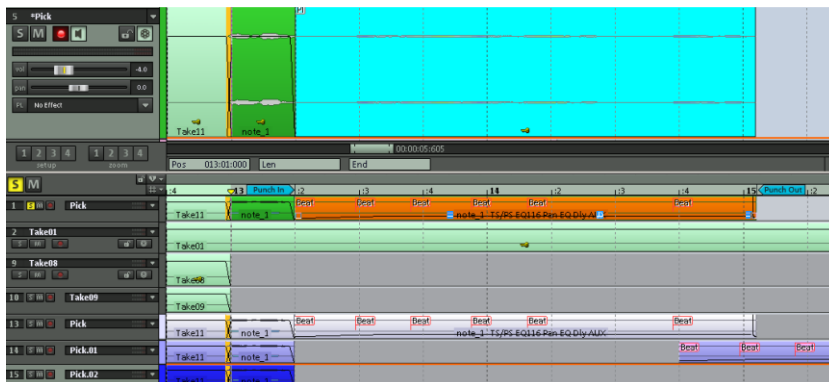 5 *Pick
S M
vol -4.0
pan 0.0
PL No Effect
Take11 note_1
1 2 3 4 1 2 3 4
setup zoom
00:00:05:605
Pos 013:01:000 Len End
S M
:4 13 Punch In :2 :3 :4 14 :2 :3 :4 15 Punch Out :2
1 S M Pick
Beat Beat Beat Beat Beat Beat
Take11 note_1 note_1 TS/PS EQ116 Pan EQ Dly AUX
2 Take01
S M
Take01
9 Take08
S M
Take08
10 S M Take09
Take09
13 S M Pick
Beat Beat Beat Beat Beat Beat
Take11 note_1 note_1 TS/PS EQ116 Pan EQ Dly AUX
14 S M Pick.01
Beat Beat Beat
Take11 note_1
15 S M Pick.02
Take11 note_1